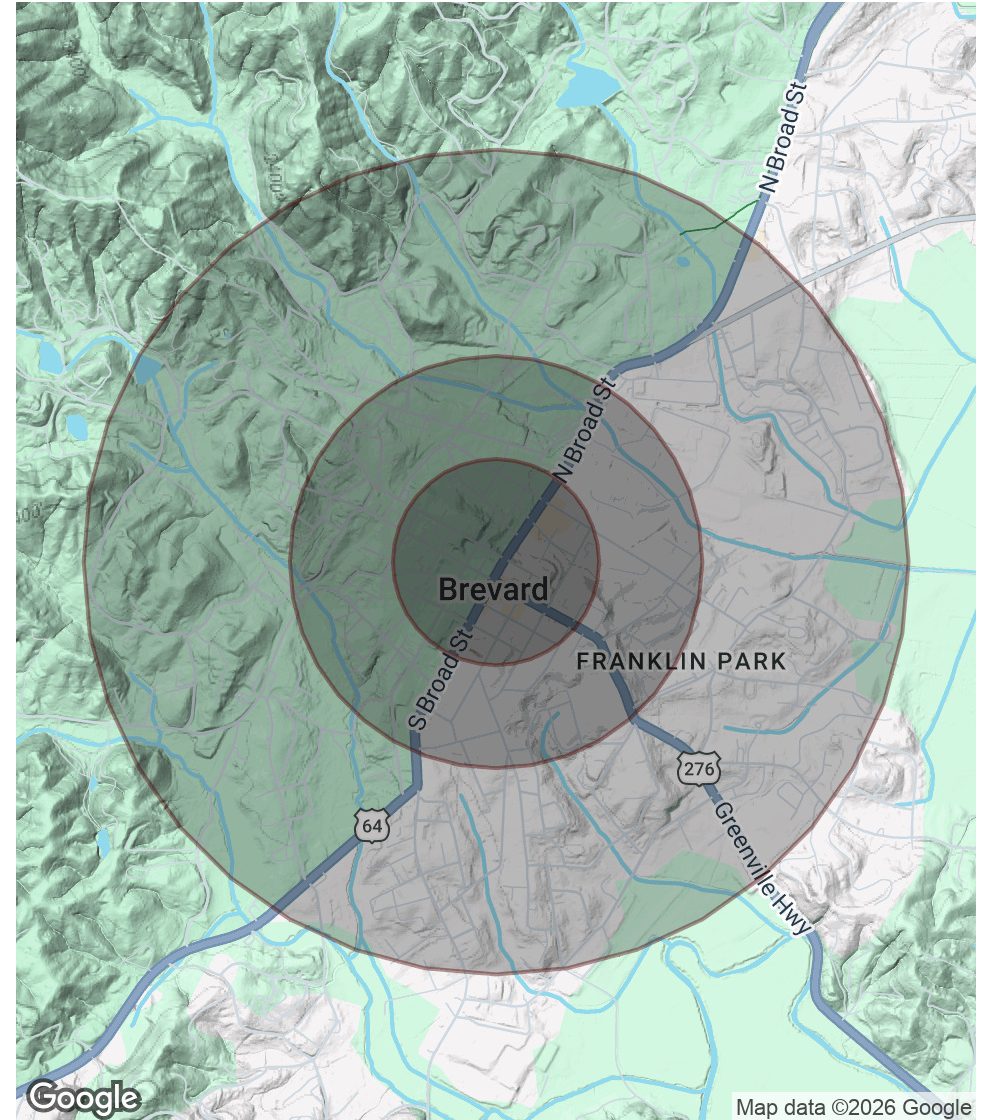 N Broad St
N Broad St
Brevard
S Broad St
FRANKLIN PARK
276
64
Greenville Hwy
Google
Map data ©2026 Google